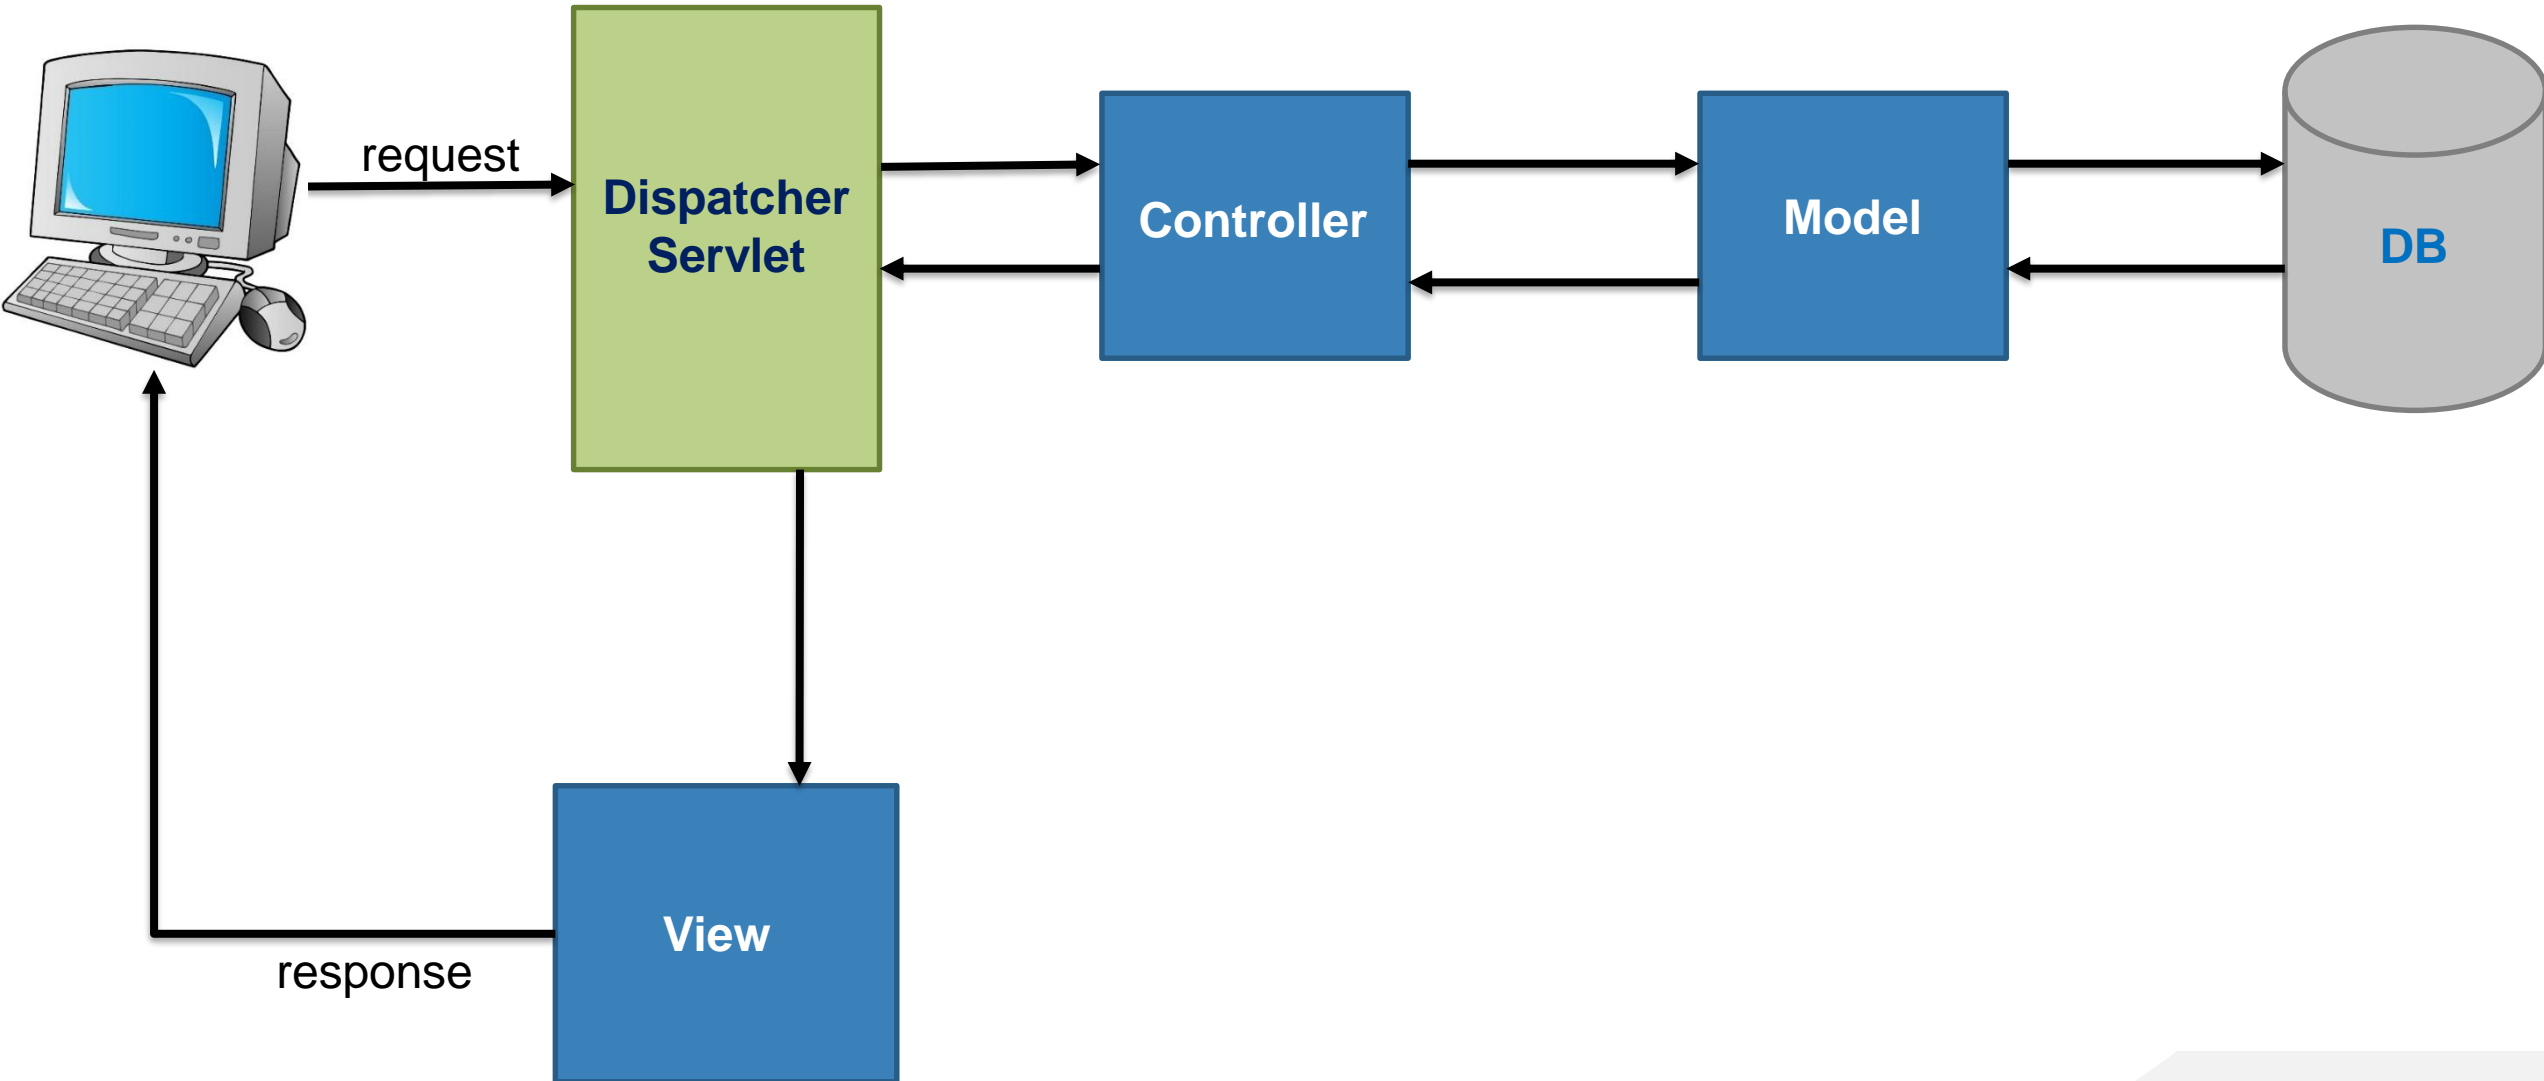 request
Dispatcher
Servlet
Controller
Model
DB
View
response